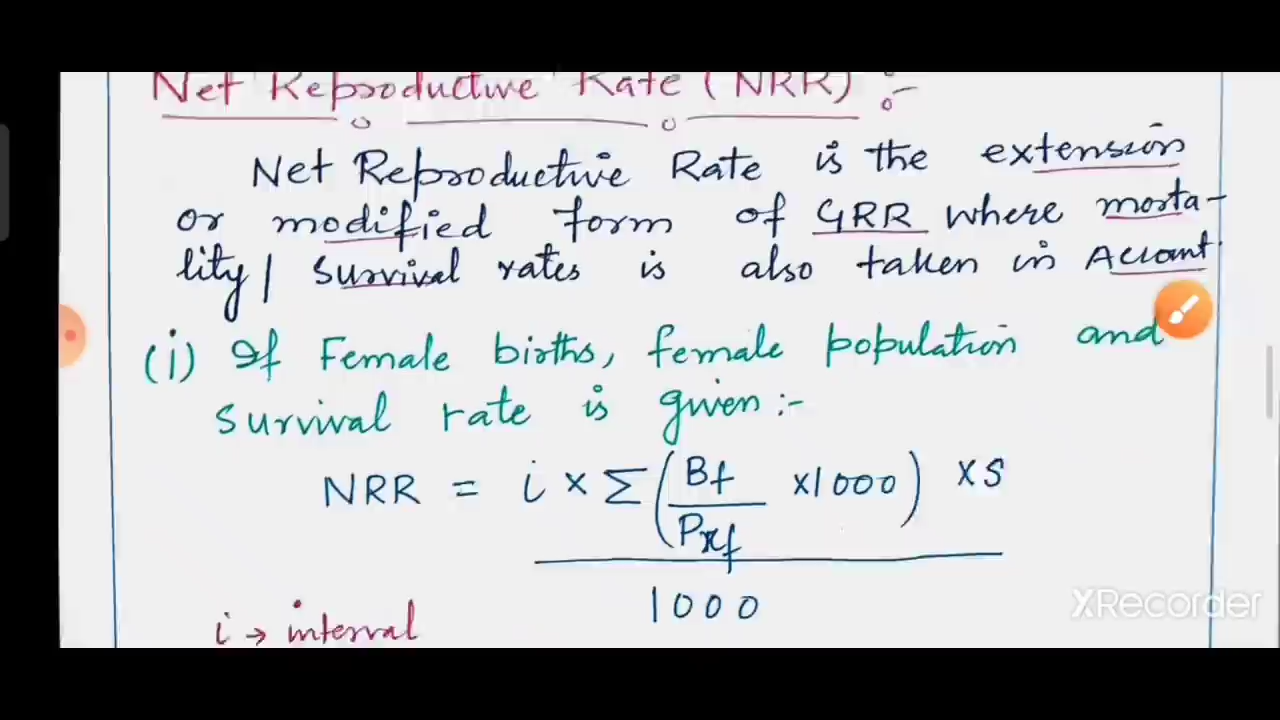 Net Reproductive Rate (NRR) :-
Net Reproductive Rate is the extension
or modified form of GRR where morta-
lity / Survival rates is also taken in Account
(i) If Female births, female population and
Survival rate is given :-
NRR = i × Σ (Bf / Pxf × 1000) × S
1000
i → interval
XRecorder